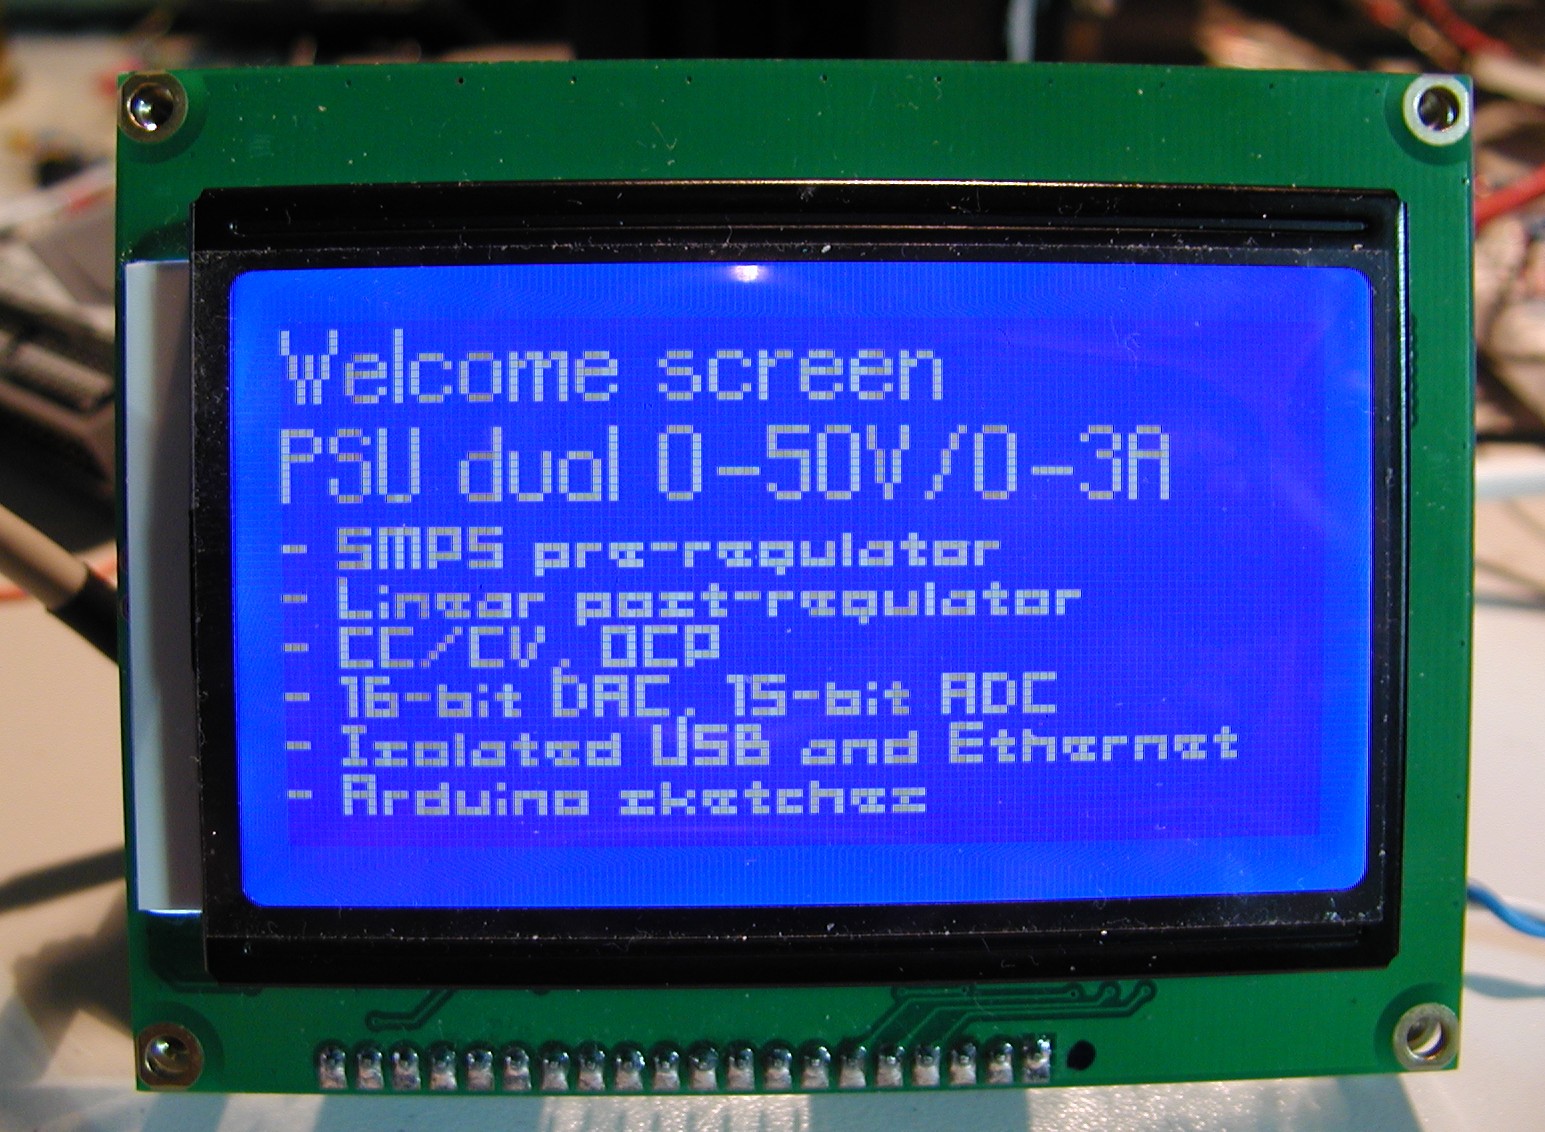 Welcome screen
PSU dual 0-50V/0-3A
- SMPS pre-regulator
- Linear post-regulator
- CC/CV, OCP
- 16-bit DAC, 15-bit ADC
- Isolated USB and Ethernet
- Arduino sketches